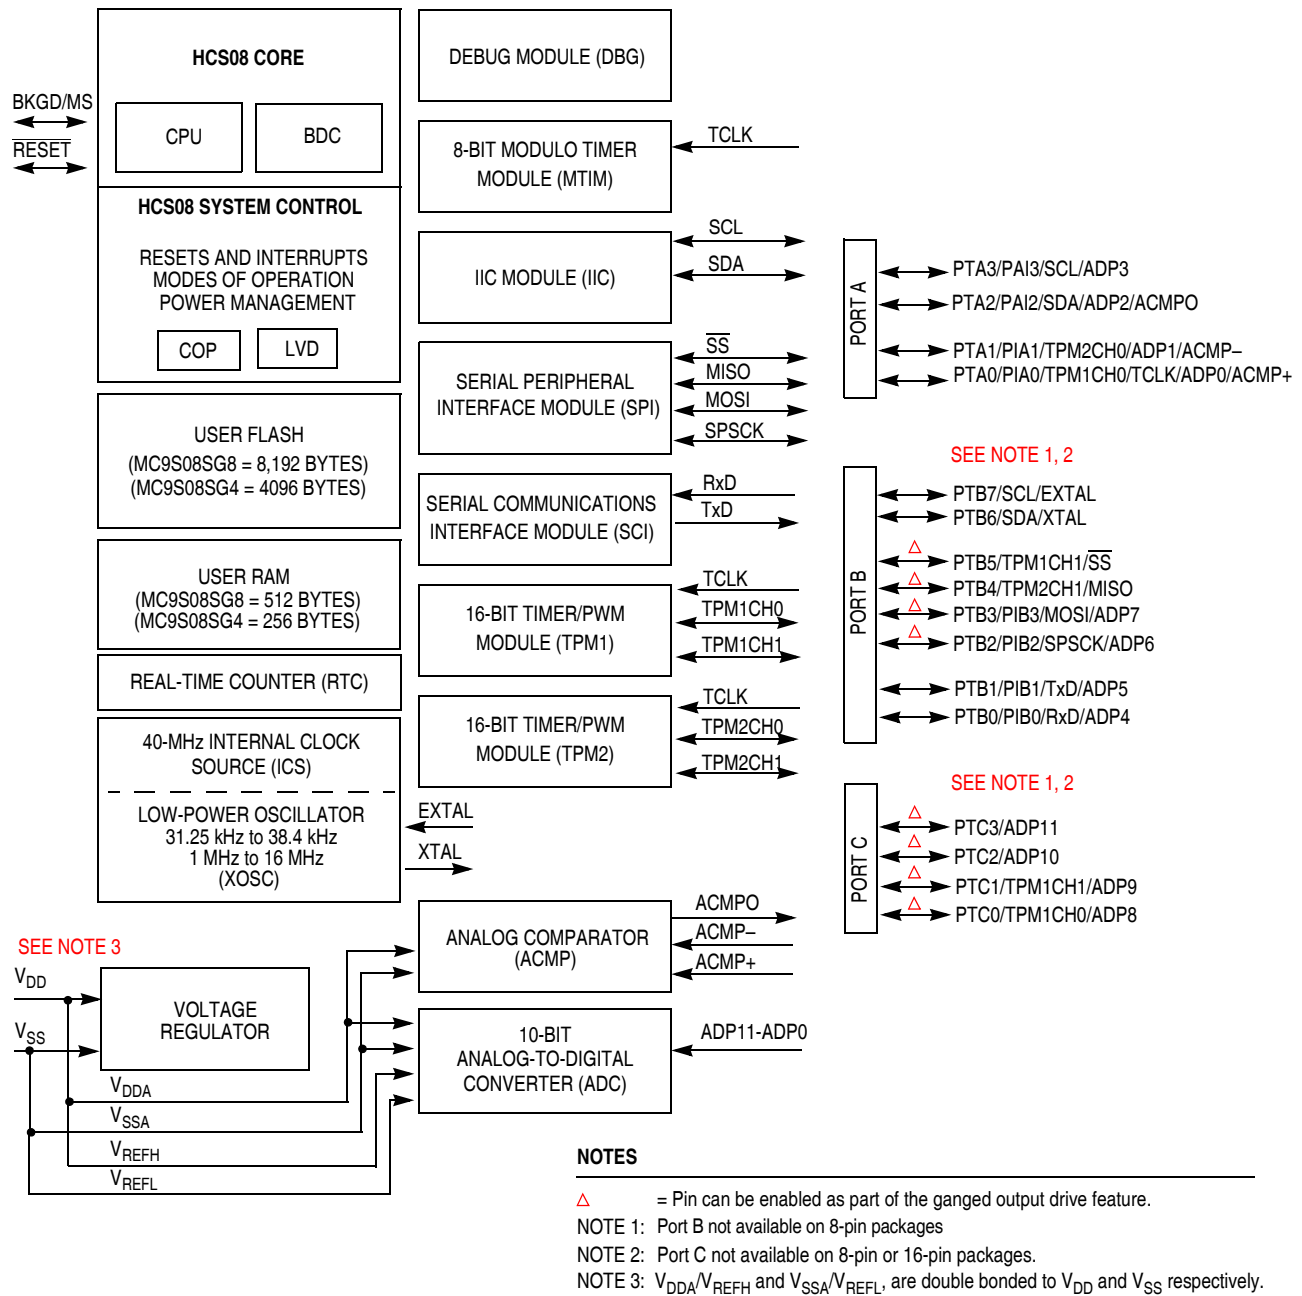 HCS08 CORE
BKGD/MS
RESET
CPU
BDC
HCS08 SYSTEM CONTROL
RESETS AND INTERRUPTS
MODES OF OPERATION
POWER MANAGEMENT
COP
LVD
USER FLASH
(MC9S08SG8 = 8,192 BYTES)
(MC9S08SG4 = 4096 BYTES)
USER RAM
(MC9S08SG8 = 512 BYTES)
(MC9S08SG4 = 256 BYTES)
REAL-TIME COUNTER (RTC)
40-MHz INTERNAL CLOCK
SOURCE (ICS)
LOW-POWER OSCILLATOR
31.25 kHz to 38.4 kHz
1 MHz to 16 MHz
(XOSC)
EXTAL
XTAL
SEE NOTE 3
VDD
VSS
VOLTAGE
REGULATOR
VDDA
VSSA
VREFH
VREFL
DEBUG MODULE (DBG)
8-BIT MODULO TIMER
MODULE (MTIM)
TCLK
IIC MODULE (IIC)
SCL
SDA
SERIAL PERIPHERAL
INTERFACE MODULE (SPI)
SS
MISO
MOSI
SPSCK
SERIAL COMMUNICATIONS
INTERFACE MODULE (SCI)
RxD
TxD
16-BIT TIMER/PWM
MODULE (TPM1)
TCLK
TPM1CH0
TPM1CH1
16-BIT TIMER/PWM
MODULE (TPM2)
TCLK
TPM2CH0
TPM2CH1
ANALOG COMPARATOR
(ACMP)
ACMPO
ACMP–
ACMP+
10-BIT
ANALOG-TO-DIGITAL
CONVERTER (ADC)
ADP11-ADP0
PORT A
PTA3/PAI3/SCL/ADP3
PTA2/PAI2/SDA/ADP2/ACMPO
PTA1/PIA1/TPM2CH0/ADP1/ACMP–
PTA0/PIA0/TPM1CH0/TCLK/ADP0/ACMP+
SEE NOTE 1, 2
PORT B
PTB7/SCL/EXTAL
PTB6/SDA/XTAL
PTB5/TPM1CH1/SS
PTB4/TPM2CH1/MISO
PTB3/PIB3/MOSI/ADP7
PTB2/PIB2/SPSCK/ADP6
PTB1/PIB1/TxD/ADP5
PTB0/PIB0/RxD/ADP4
SEE NOTE 1, 2
PORT C
PTC3/ADP11
PTC2/ADP10
PTC1/TPM1CH1/ADP9
PTC0/TPM1CH0/ADP8
NOTES
△ = Pin can be enabled as part of the ganged output drive feature.
NOTE 1: Port B not available on 8-pin packages
NOTE 2: Port C not available on 8-pin or 16-pin packages.
NOTE 3: VDDA/VREFH and VSSA/VREFL, are double bonded to VDD and VSS respectively.